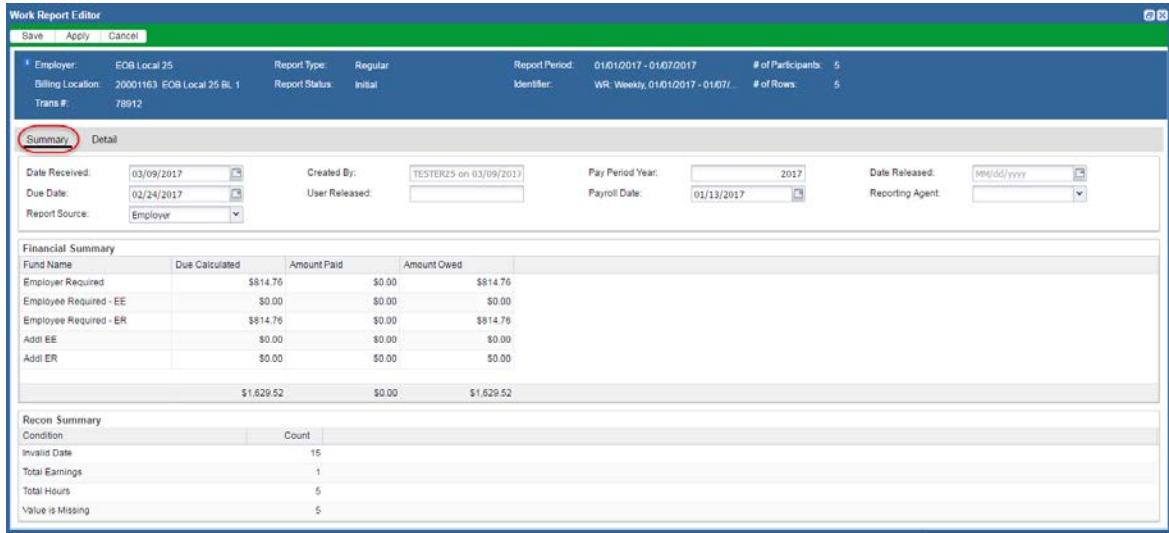 Work Report Editor
Save Apply Cancel
Employer: EOB Local 25 Report Type: Regular Report Period: 01/01/2017 - 01/07/2017 # of Participants: 5
Billing Location: 20001163 EOB Local 25 BL 1 Report Status: Initial Identifier: WR: Weekly, 01/01/2017 - 01/07/... # of Rows: 5
Trans #: 78912
Summary Detail
Date Received: 03/09/2017 Created By: TESTER25 on 03/09/2017 Pay Period Year: 2017 Date Released: MM/dd/yyyy
Due Date: 02/24/2017 User Released: Payroll Date: 01/13/2017 Reporting Agent:
Report Source: Employer
Financial Summary
Fund Name Due Calculated Amount Paid Amount Owed
Employer Required $814.76 $0.00 $814.76
Employee Required - EE $0.00 $0.00 $0.00
Employee Required - ER $814.76 $0.00 $814.76
Addl EE $0.00 $0.00 $0.00
Addl ER $0.00 $0.00 $0.00
$1,629.52 $0.00 $1,629.52
Recon Summary
Condition Count
Invalid Date 15
Total Earnings 1
Total Hours 5
Value is Missing 5